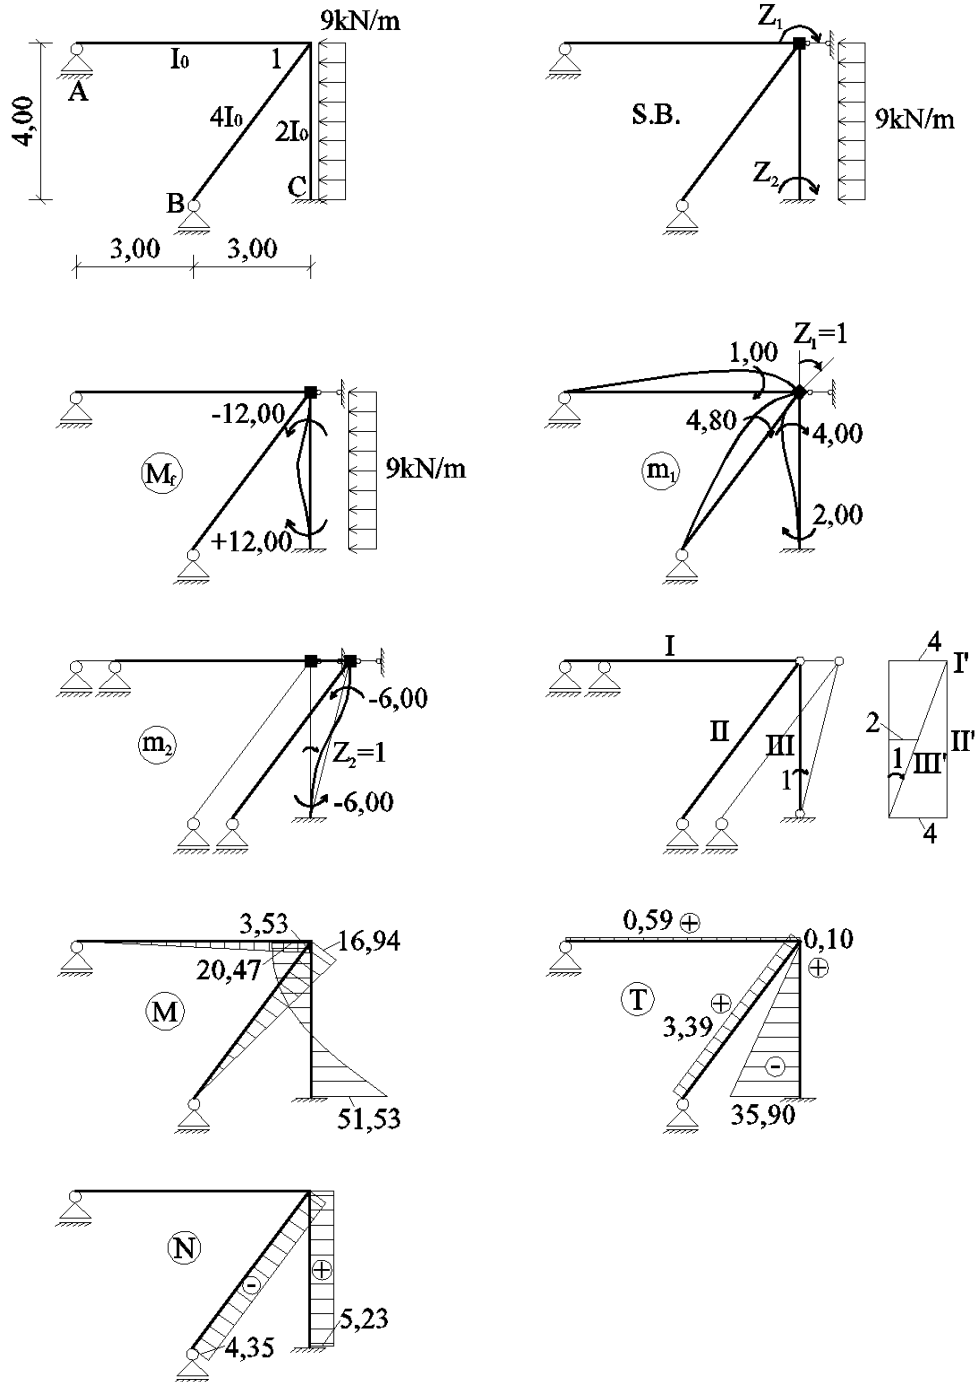 9kN/m
I₀
1
A
4I₀
2I₀
4,00
B
C
3,00
3,00
Z₁
S.B.
Z₂
9kN/m
-12,00
Mf
9kN/m
+12,00
Z₁=1
1,00
4,80
4,00
m₁
2,00
-6,00
m₂
Z₂=1
-6,00
I
II
III
1
4
I'
2
1
III'
II'
4
3,53
16,94
20,47
M
51,53
0,59 +
0,10
+
T
+
3,39
-
35,90
N
-
+
5,23
4,35